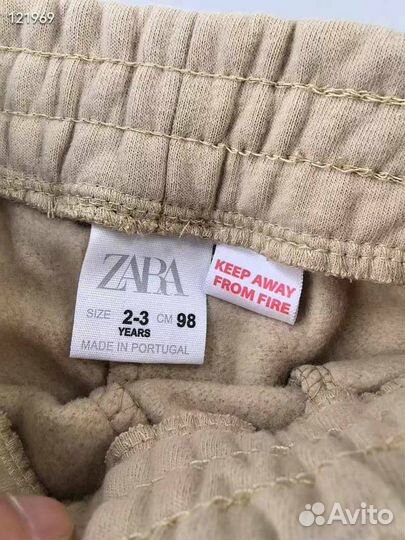 121969
ZARA
SIZE 2-3 CM 98
YEARS
MADE IN PORTUGAL
KEEP AWAY
FROM FIRE
Avito